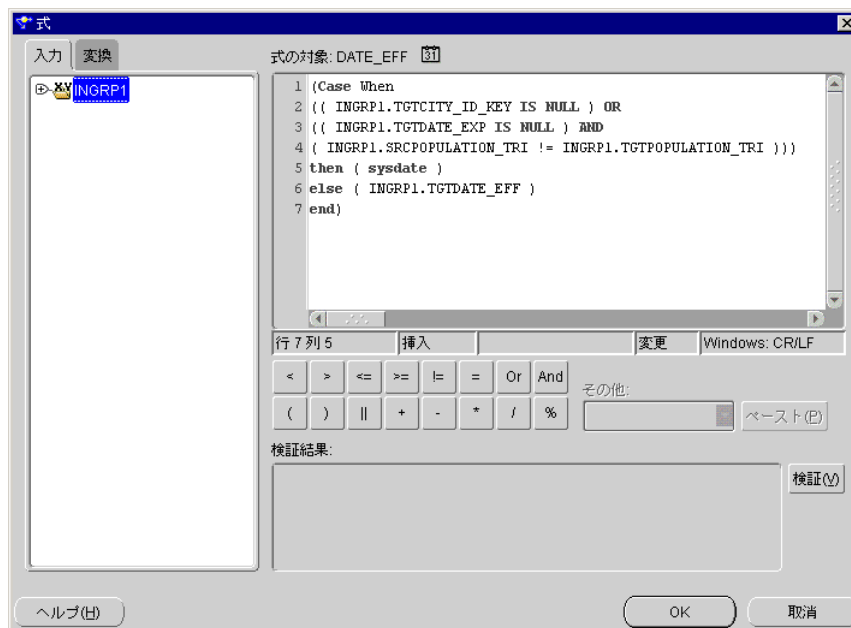 式
入力 変換
INGRP1
式の対象: DATE_EFF 31
1 (Case When
2 (( INGRP1.TGTCITY_ID_KEY IS NULL ) OR
3 (( INGRP1.TGTDATE_EXP IS NULL ) AND
4 ( INGRP1.SRCPOPULATION_TRI != INGRP1.TGTPOPULATION_TRI )))
5 then ( sysdate )
6 else ( INGRP1.TGTDATE_EFF )
7 end)
行 7 列 5 挿入 変更 Windows: CR/LF
< > <= >= != = Or And
その他:
( ) || + - * / %
ペースト(P)
検証結果:
検証(V)
ヘルプ(H) OK 取消